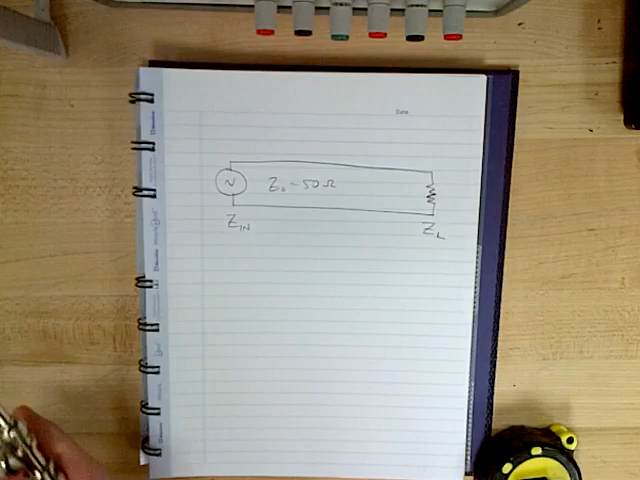 Date
Z₀ ~ 50 Ω
Z_IN
Z_L